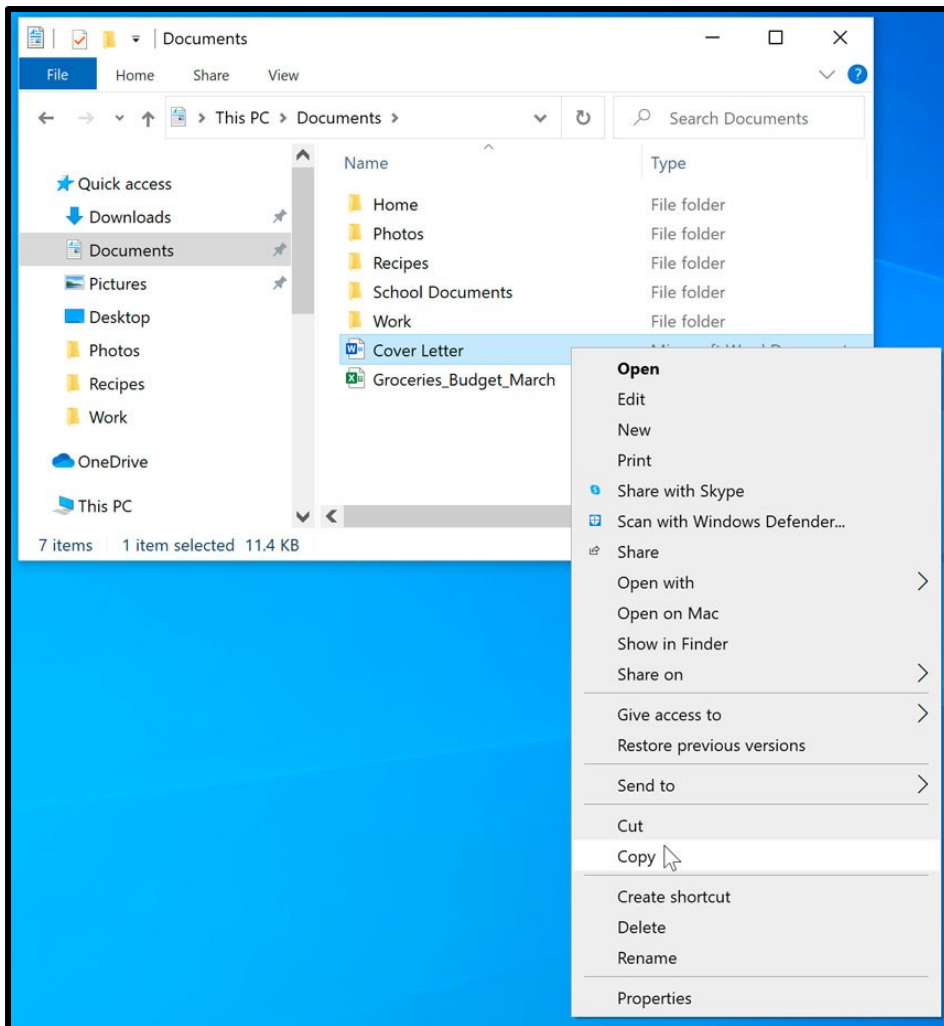 Documents
File Home Share View
This PC > Documents > Search Documents
Name Type
Quick access
Downloads
Documents
Pictures
Desktop
Photos
Recipes
Work
OneDrive
This PC
Home File folder
Photos File folder
Recipes File folder
School Documents File folder
Work File folder
Cover Letter
Groceries_Budget_March
7 items 1 item selected 11.4 KB
Open
Edit
New
Print
Share with Skype
Scan with Windows Defender...
Share
Open with
Open on Mac
Show in Finder
Share on
Give access to
Restore previous versions
Send to
Cut
Copy
Create shortcut
Delete
Rename
Properties